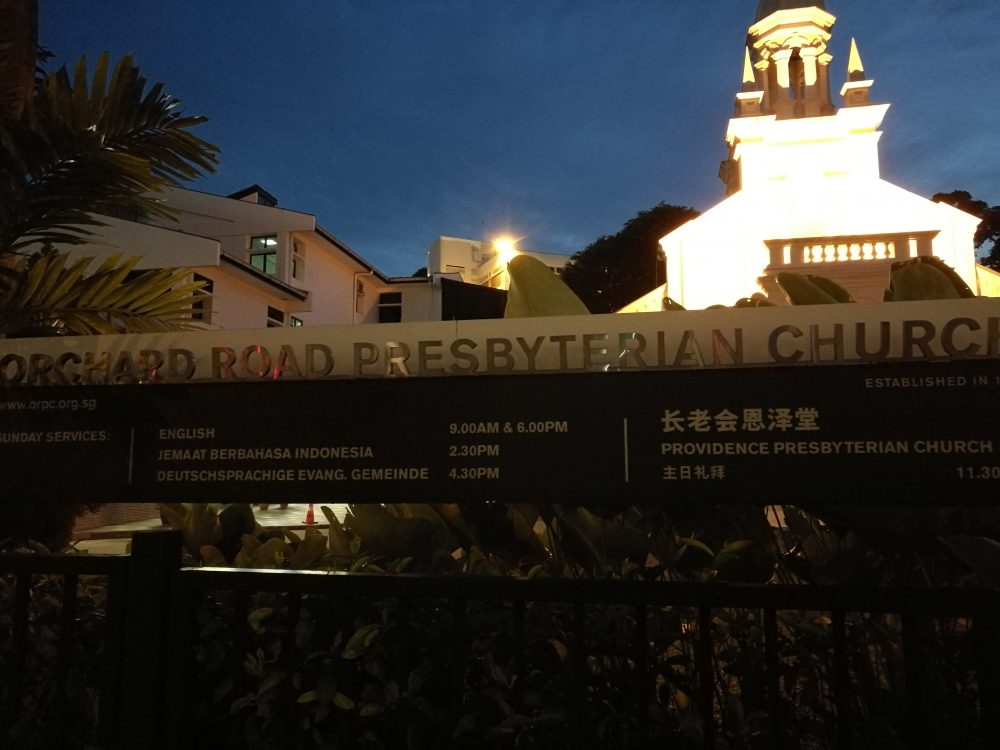 ORCHARD ROAD PRESBYTERIAN CHURCH
www.orpc.org.sg
ESTABLISHED IN
SUNDAY SERVICES:
ENGLISH 9.00AM & 6.00PM
JEMAAT BERBAHASA INDONESIA 2.30PM
DEUTSCHSPRACHIGE EVANG. GEMEINDE 4.30PM
长老会恩泽堂
PROVIDENCE PRESBYTERIAN CHURCH
主日礼拜 11.30